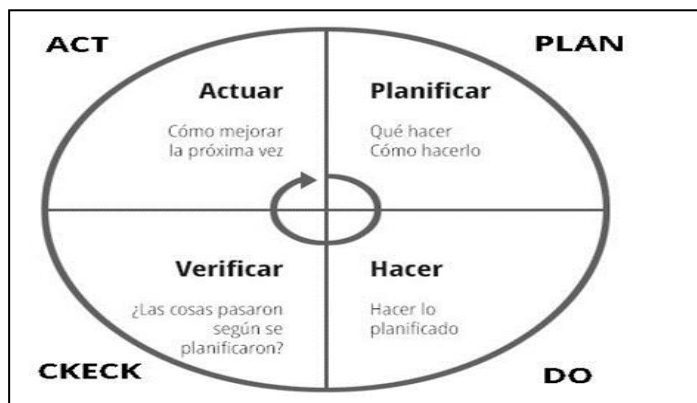 ACT
PLAN
Actuar
Cómo mejorar
la próxima vez
Planificar
Qué hacer
Cómo hacerlo
Verificar
¿Las cosas pasaron
según se
planificaron?
Hacer
Hacer lo
planificado
CKECK
DO